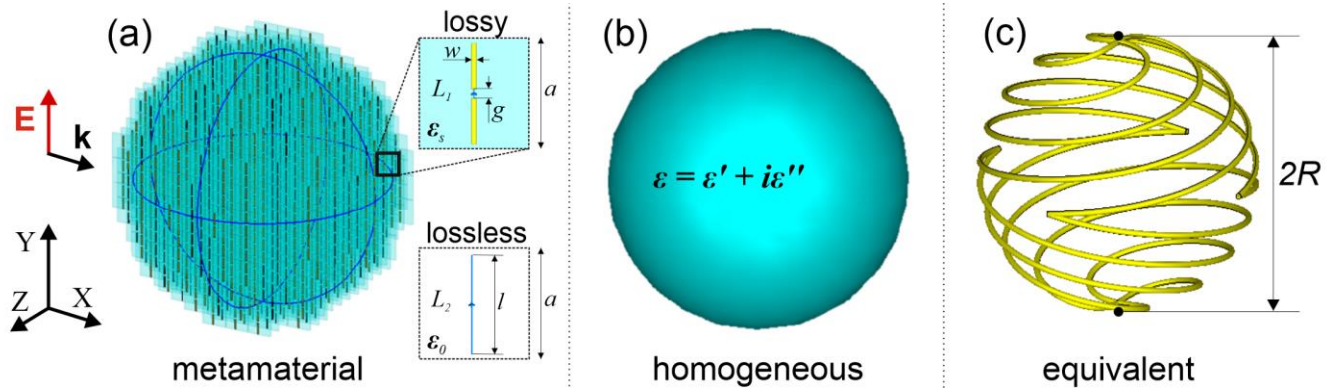 (a)
lossy
w
L1
g
εs
a
E
k
lossless
L2
l
ε0
a
Y
Z
X
metamaterial
(b)
ε = ε′ + iε″
homogeneous
(c)
2R
equivalent